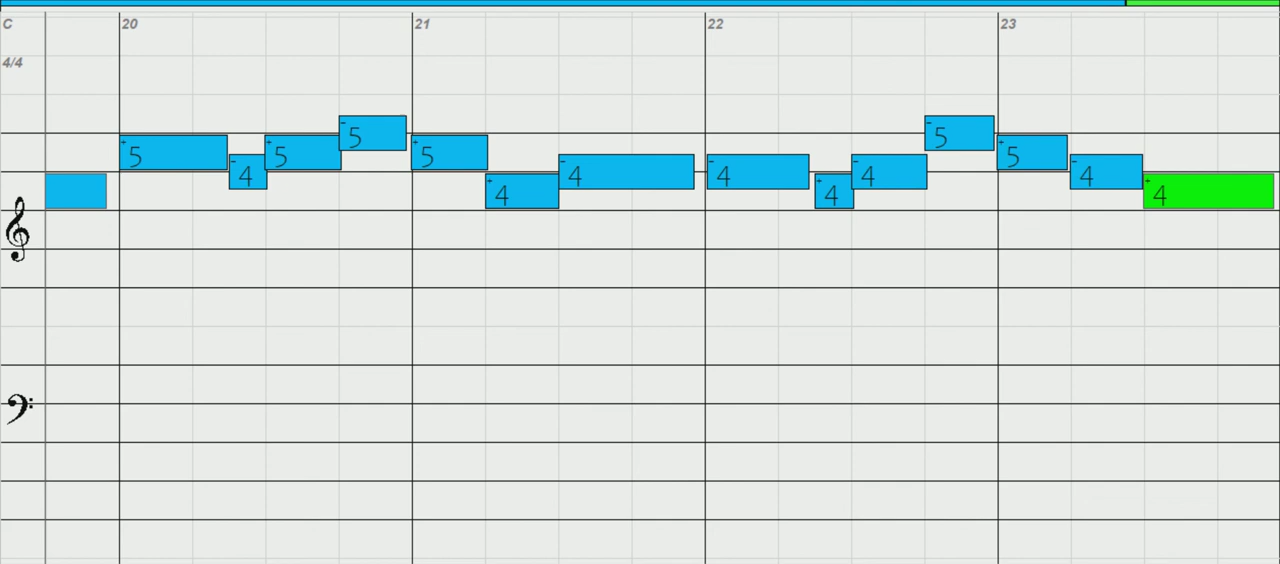 C 20 21 22 23
4/4
-5 -5
+5 +5 +5 +5
-4 -4 -4 -4 -4
+4 +4 +4